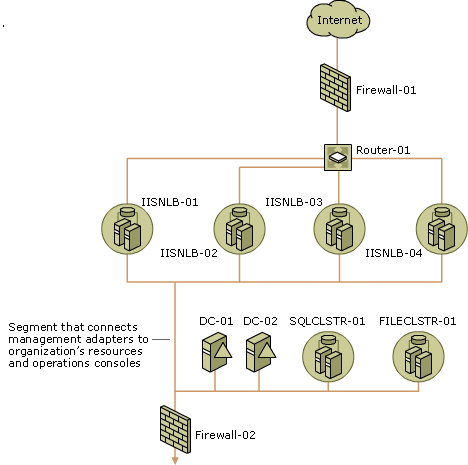 Internet
Firewall-01
Router-01
IISNLB-01
IISNLB-03
IISNLB-02
IISNLB-04
DC-01
DC-02
SQLCLSTR-01
FILECLSTR-01
Segment that connects
management adapters to
organization's resources
and operations consoles
Firewall-02